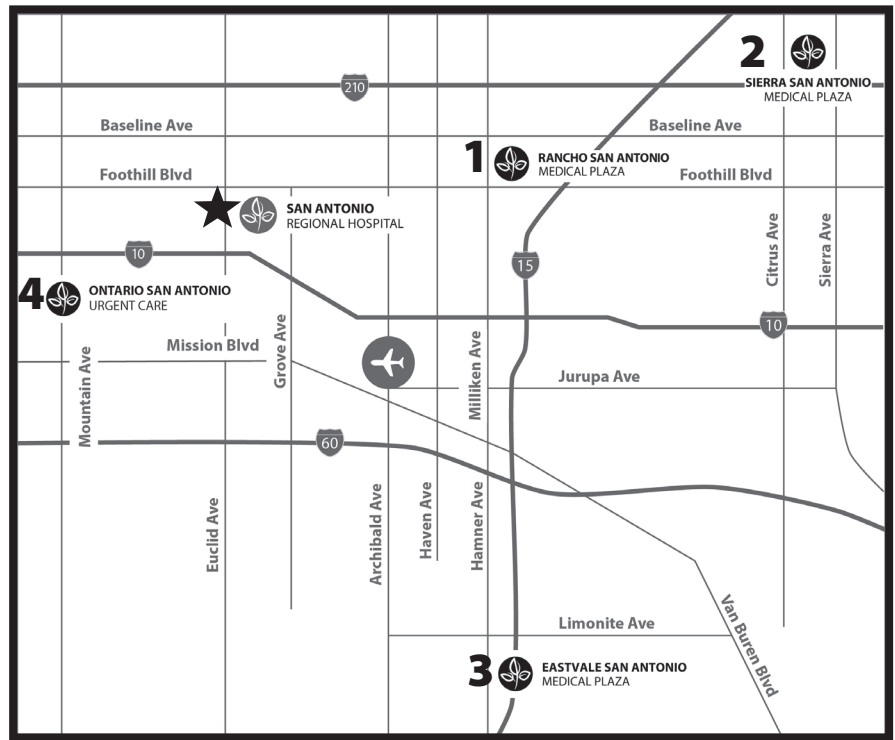 2
SIERRA SAN ANTONIO
MEDICAL PLAZA
210
Baseline Ave
Baseline Ave
1
RANCHO SAN ANTONIO
MEDICAL PLAZA
Foothill Blvd
Foothill Blvd
SAN ANTONIO
REGIONAL HOSPITAL
10
15
Citrus Ave
Sierra Ave
4
ONTARIO SAN ANTONIO
URGENT CARE
10
Mission Blvd
Grove Ave
Mountain Ave
Milliken Ave
Jurupa Ave
60
Euclid Ave
Archibald Ave
Haven Ave
Hamner Ave
Limonite Ave
Van Buren Blvd
3
EASTVALE SAN ANTONIO
MEDICAL PLAZA